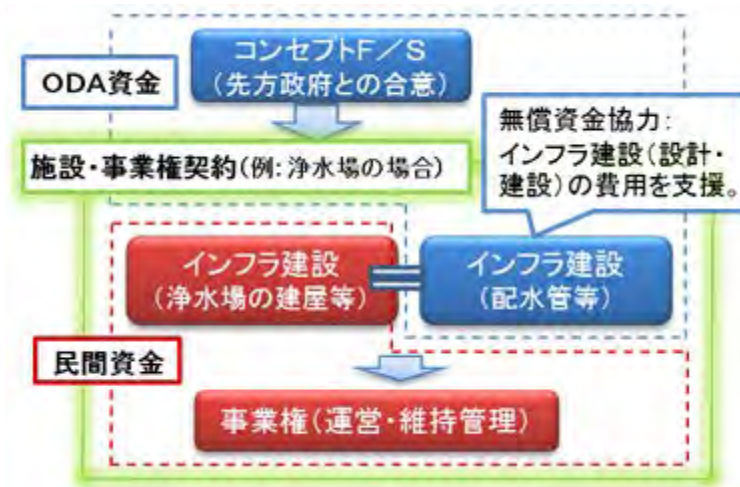 コンセプトF／S
（先方政府との合意）
ODA資金
無償資金協力：
インフラ建設（設計・
建設）の費用を支援。
施設・事業権契約（例：浄水場の場合）
インフラ建設
（浄水場の建屋等）
インフラ建設
（配水管等）
民間資金
事業権（運営・維持管理）